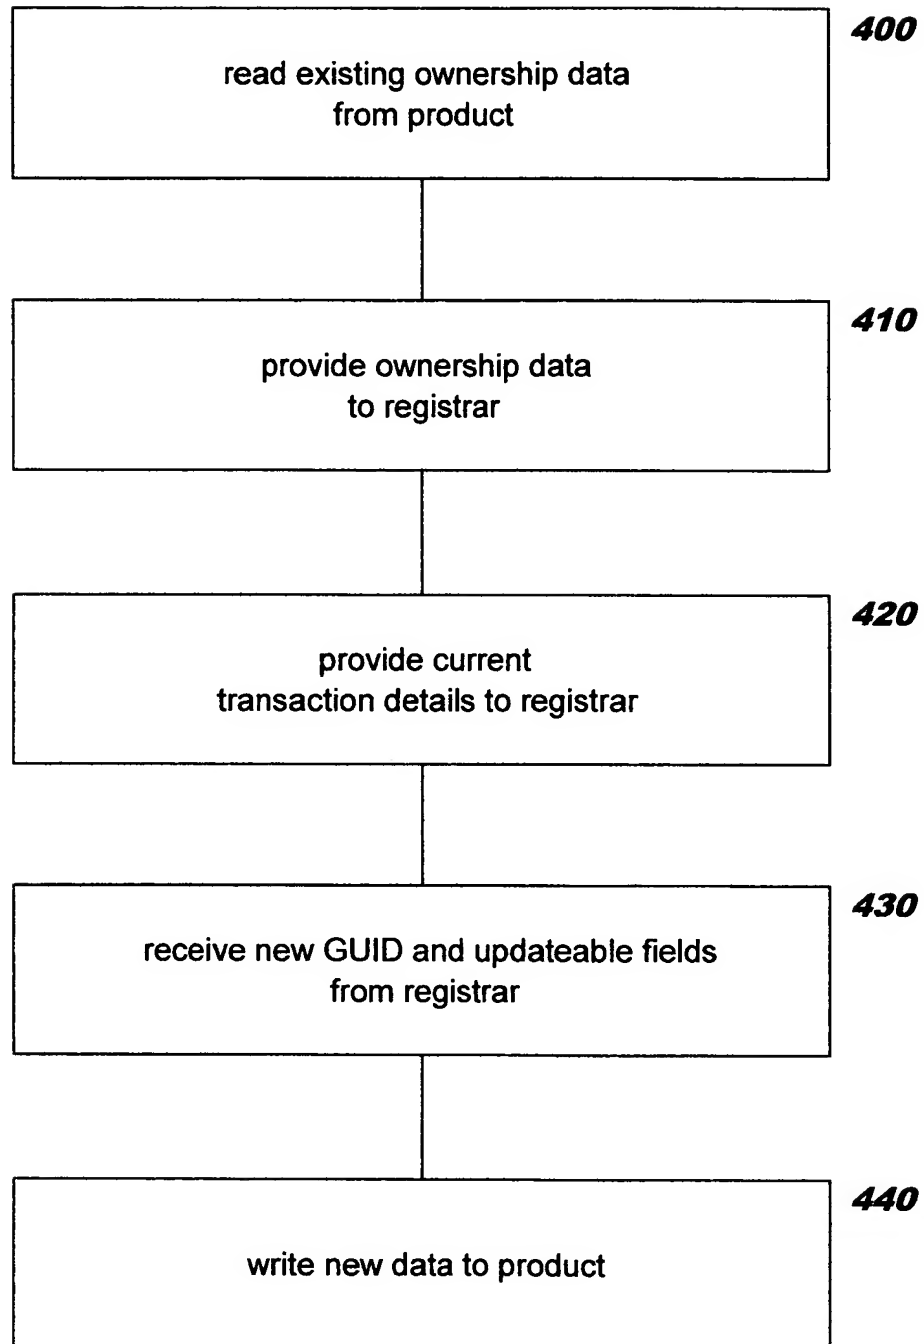 400
read existing ownership data
from product
410
provide ownership data
to registrar
420
provide current
transaction details to registrar
430
receive new GUID and updateable fields
from registrar
440
write new data to product